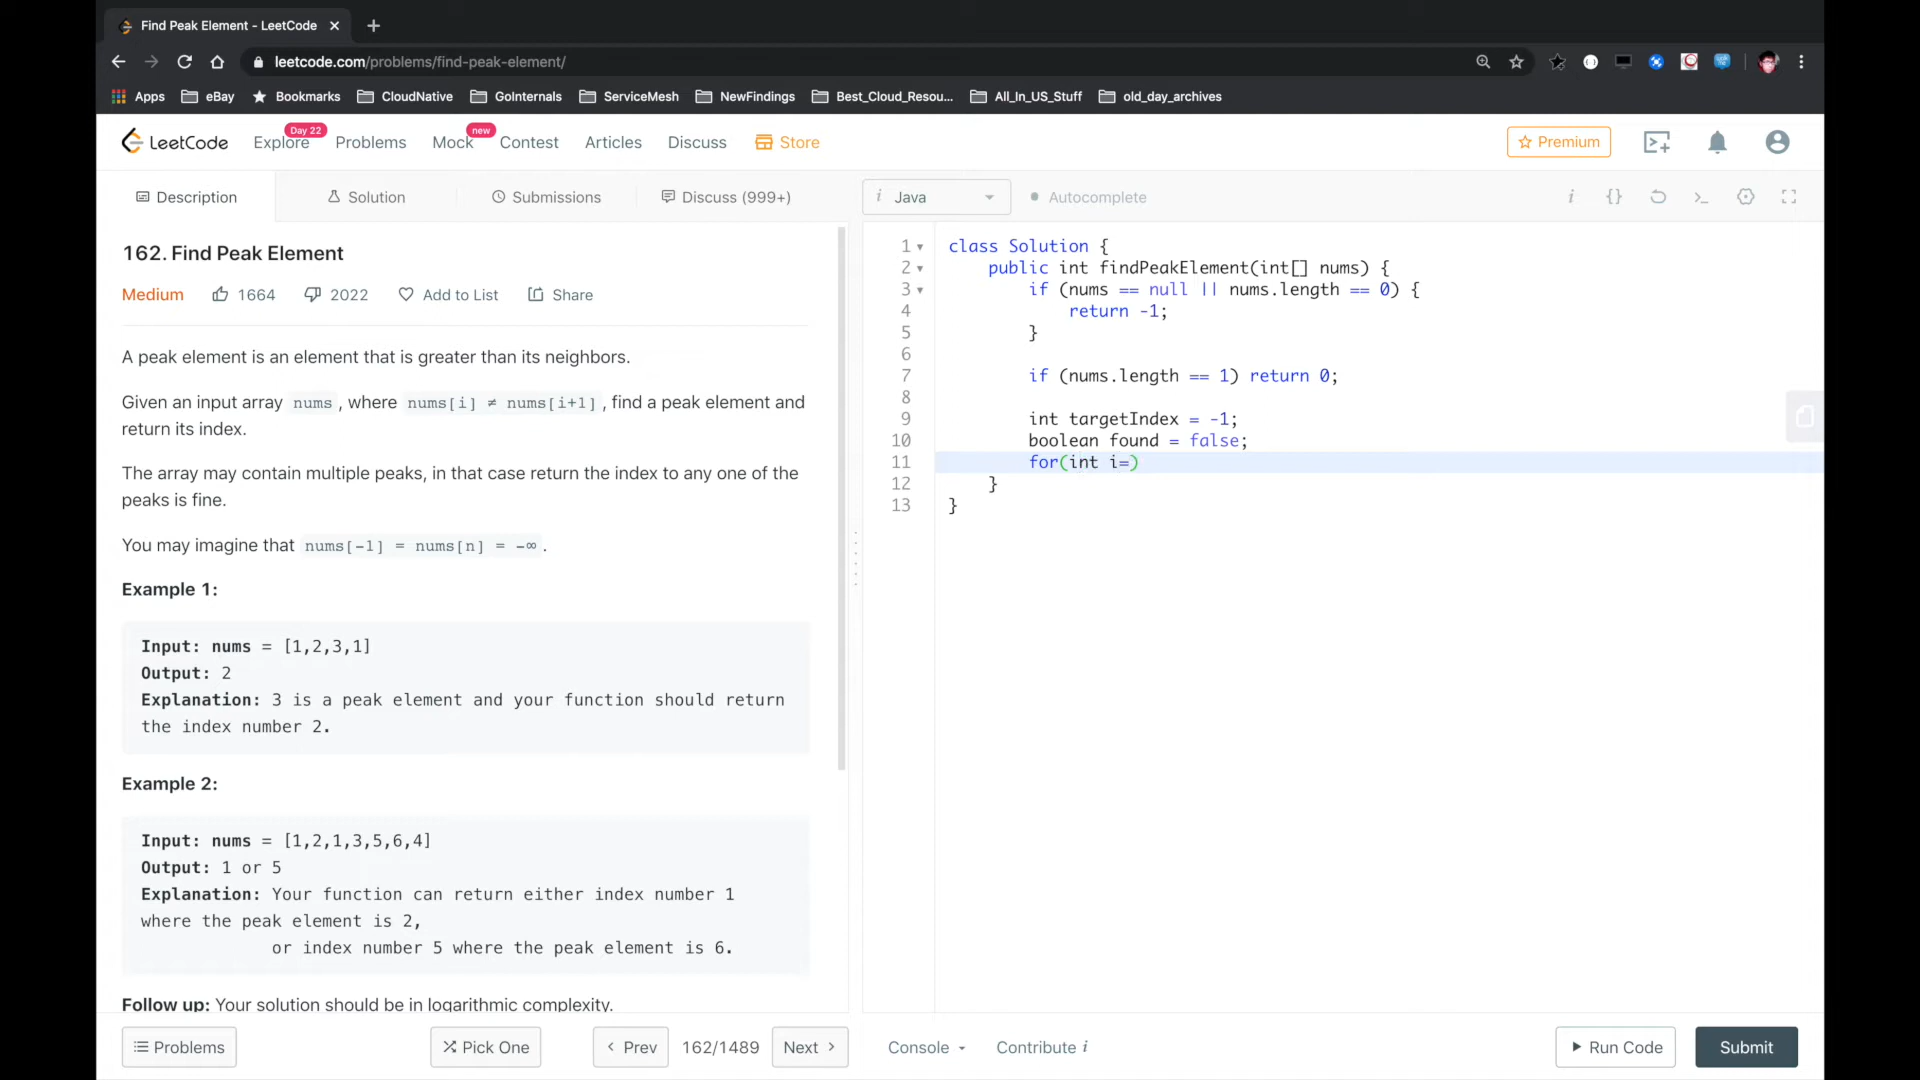 Find Peak Element - LeetCode
leetcode.com/problems/find-peak-element/
Apps eBay Bookmarks CloudNative GoInternals ServiceMesh NewFindings Best_Cloud_Resou... All_In_US_Stuff old_day_archives
LeetCode Explore Day 22 Problems Mock new Contest Articles Discuss Store Premium
Description Solution Submissions Discuss (999+)
i Java Autocomplete i {}
162. Find Peak Element
Medium 1664 2022 Add to List Share
A peak element is an element that is greater than its neighbors.
Given an input array nums, where nums[i] ≠ nums[i+1], find a peak element and
return its index.
The array may contain multiple peaks, in that case return the index to any one of the
peaks is fine.
You may imagine that nums[-1] = nums[n] = -∞.
Example 1:
Input: nums = [1,2,3,1]
Output: 2
Explanation: 3 is a peak element and your function should return
the index number 2.
Example 2:
Input: nums = [1,2,1,3,5,6,4]
Output: 1 or 5
Explanation: Your function can return either index number 1
where the peak element is 2,
or index number 5 where the peak element is 6.
Follow up: Your solution should be in logarithmic complexity.
1 class Solution {
2 public int findPeakElement(int[] nums) {
3 if (nums == null || nums.length == 0) {
4 return -1;
5 }
6
7 if (nums.length == 1) return 0;
8
9 int targetIndex = -1;
10 boolean found = false;
11 for(int i=)
12 }
13 }
Problems Pick One Prev 162/1489 Next Console Contribute i Run Code Submit